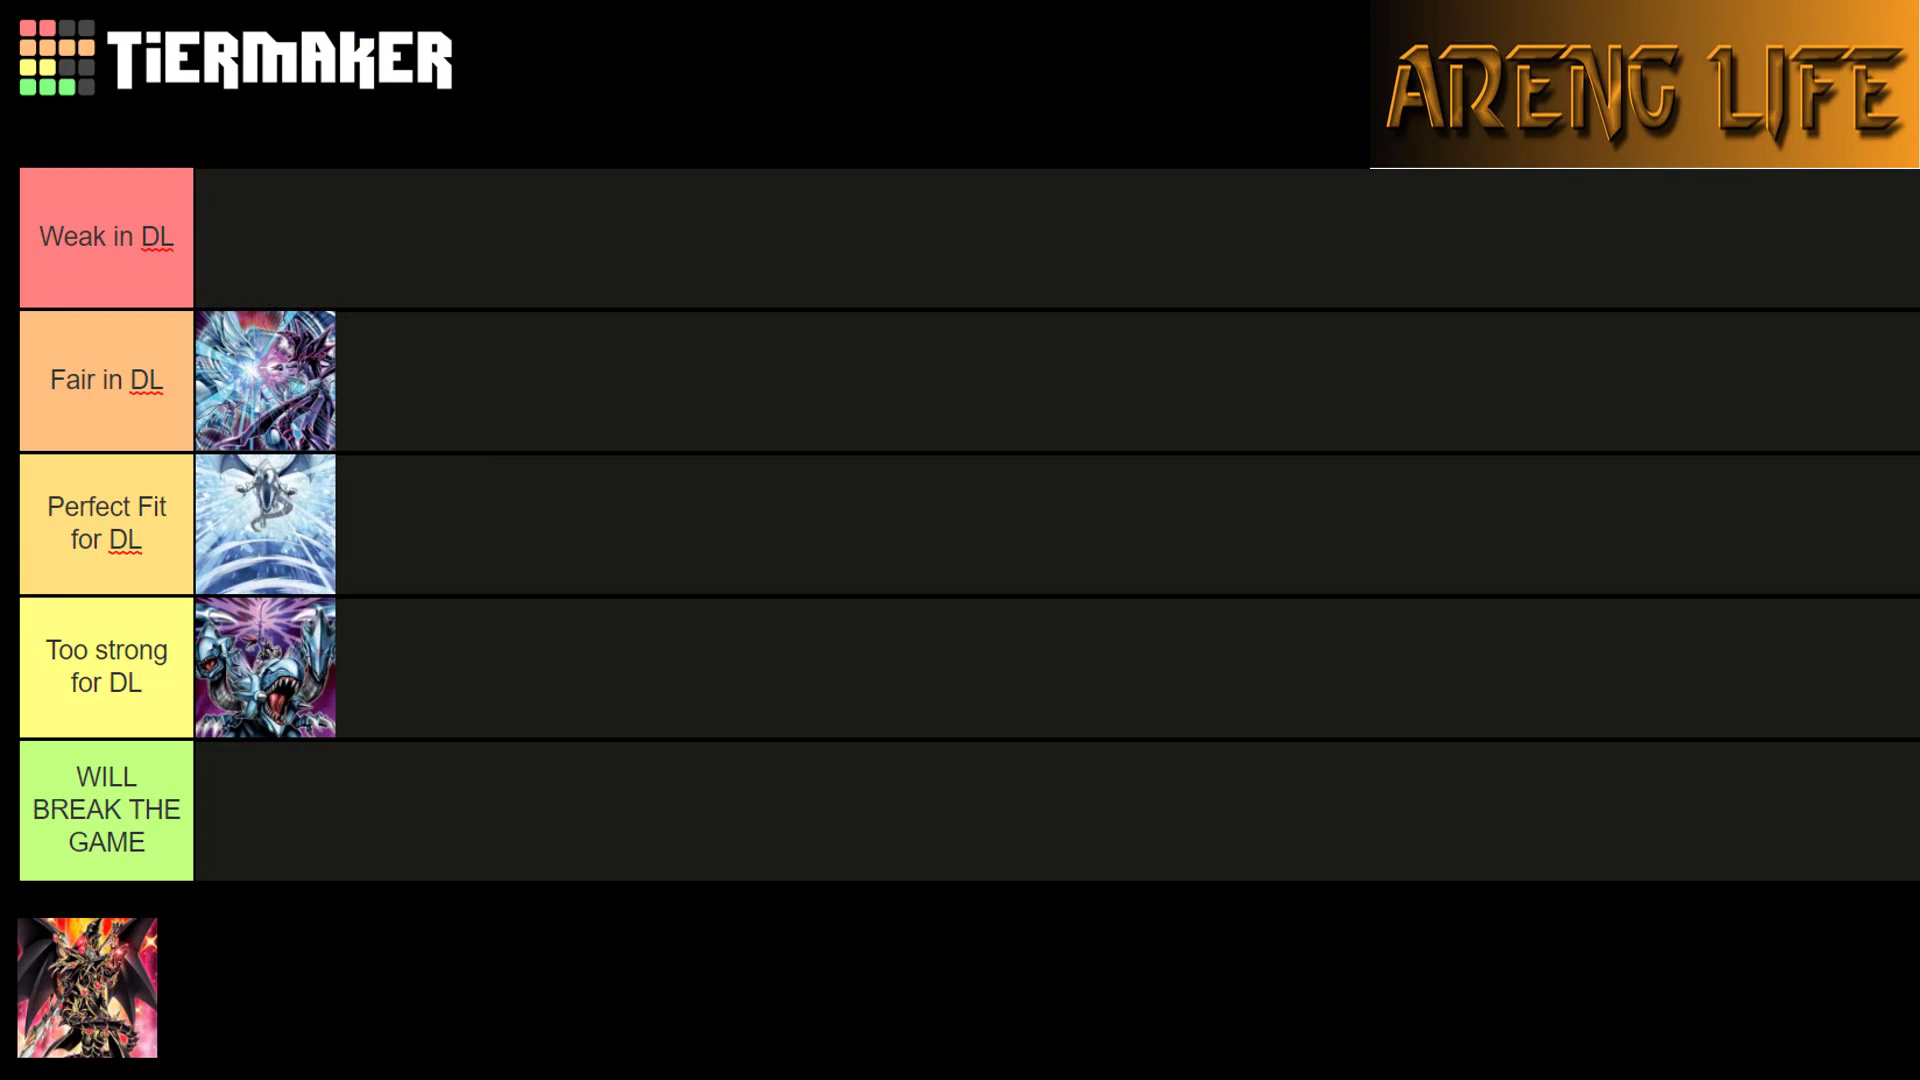 TiERMAKER
ARENG LIFE
Weak in DL
Fair in DL
Perfect Fit
for DL
Too strong
for DL
WILL
BREAK THE
GAME